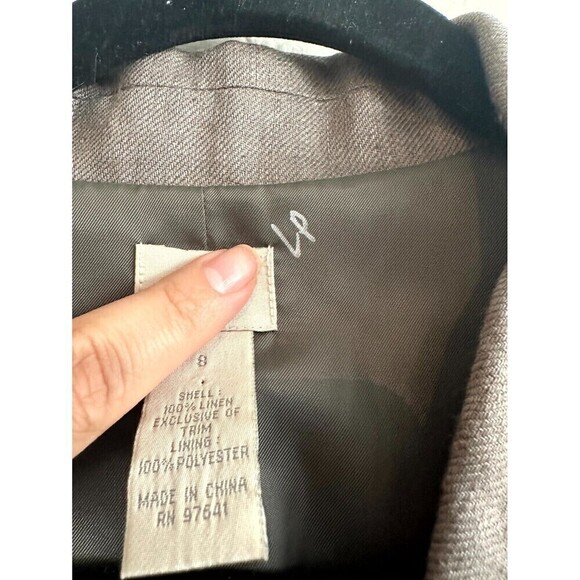 8
SHELL:
100% LINEN
EXCLUSIVE OF
TRIM
LINING:
100% POLYESTER
MADE IN CHINA
RN 97641